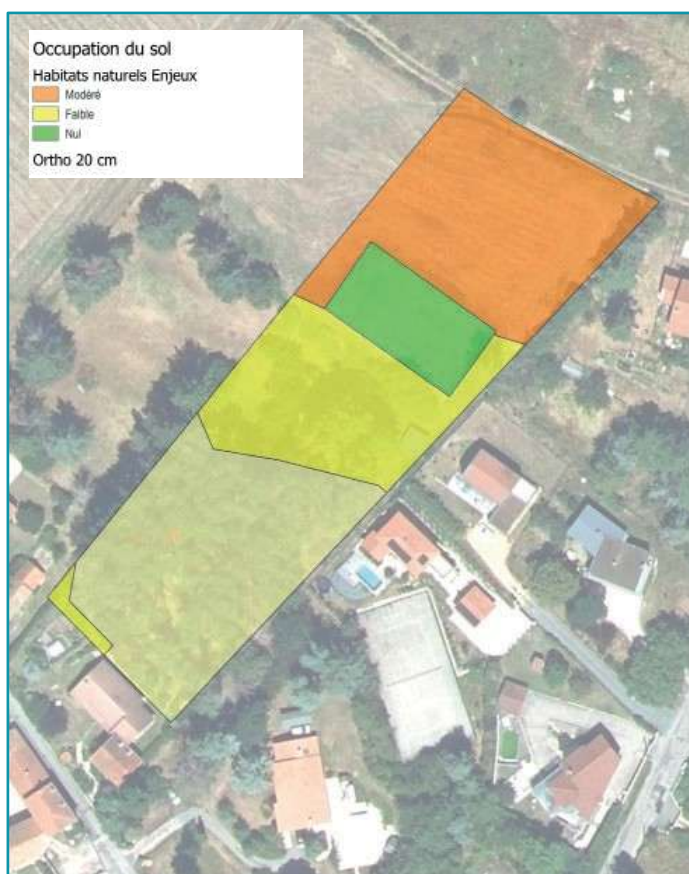 Occupation du sol
Habitats naturels Enjeux
Modéré
Faible
Nul
Ortho 20 cm